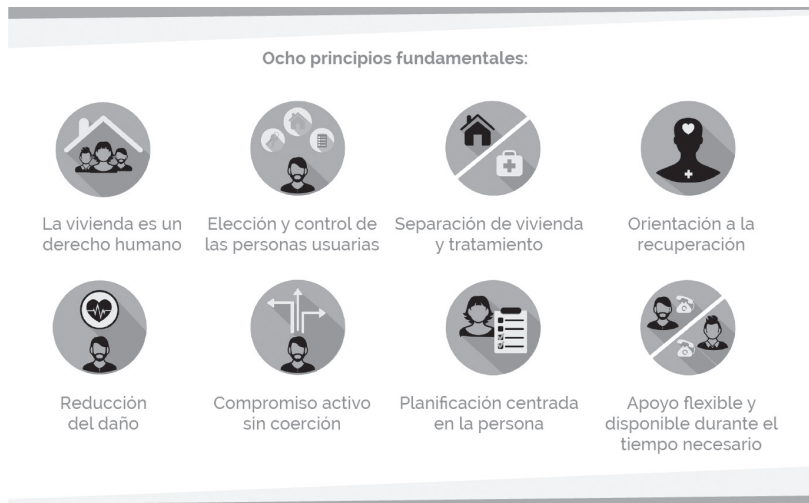 Ocho principios fundamentales:
La vivienda es un
derecho humano
Elección y control de
las personas usuarias
Separación de vivienda
y tratamiento
Orientación a la
recuperación
Reducción
del daño
Compromiso activo
sin coerción
Planificación centrada
en la persona
Apoyo flexible y
disponible durante el
tiempo necesario